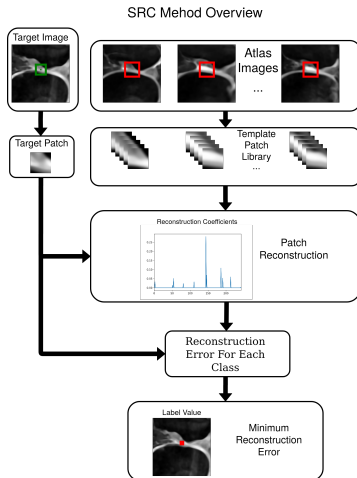 SRC Mehod Overview
Target Image
Atlas
Images
...
Target Patch
Template
Patch
Library
...
Reconstruction Coefficients
Patch
Reconstruction
Reconstruction
Error For Each
Class
Label Value
Minimum
Reconstruction
Error